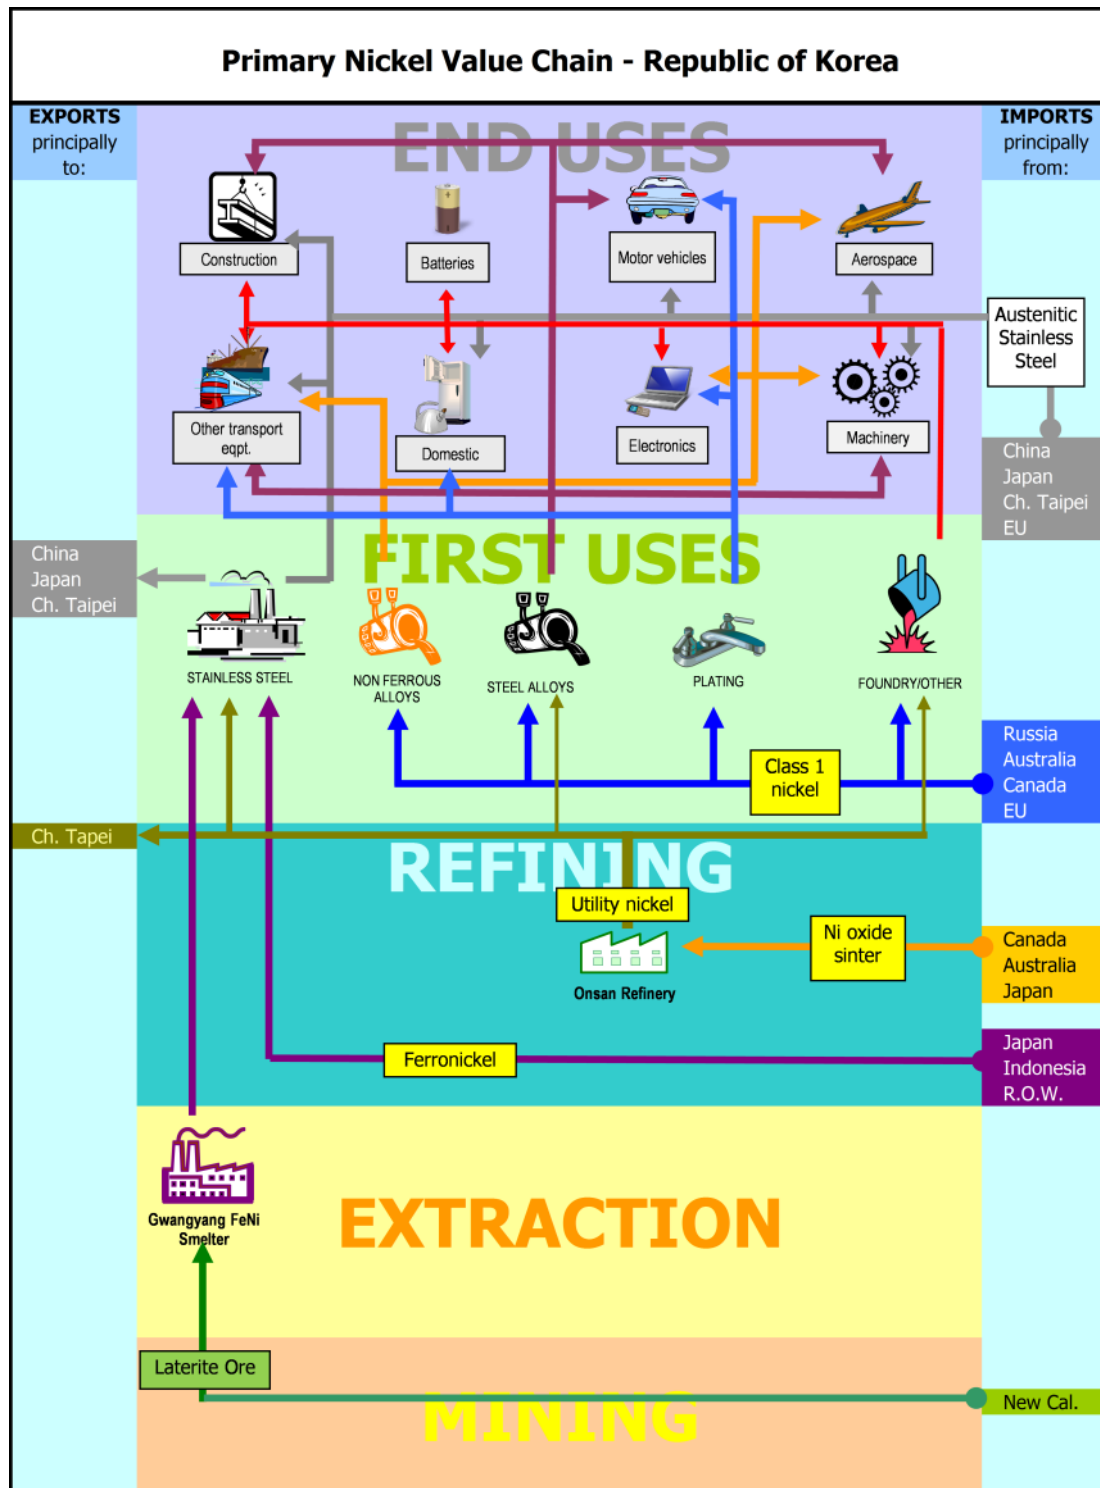 Primary Nickel Value Chain - Republic of Korea
EXPORTS
principally
to:
END USES
IMPORTS
principally
from:
Construction
Batteries
Motor vehicles
Aerospace
Austenitic
Stainless
Steel
Other transport
eqpt.
Domestic
Electronics
Machinery
China
Japan
Ch. Taipei
EU
FIRST USES
China
Japan
Ch. Taipei
STAINLESS STEEL
NON FERROUS
ALLOYS
STEEL ALLOYS
PLATING
FOUNDRY/OTHER
Class 1
nickel
Russia
Australia
Canada
EU
Ch. Tapei
REFINING
Utility nickel
Ni oxide
sinter
Canada
Australia
Japan
Onsan Refinery
Ferronickel
Japan
Indonesia
R.O.W.
Gwangyang FeNi
Smelter
EXTRACTION
Laterite Ore
MINING
New Cal.